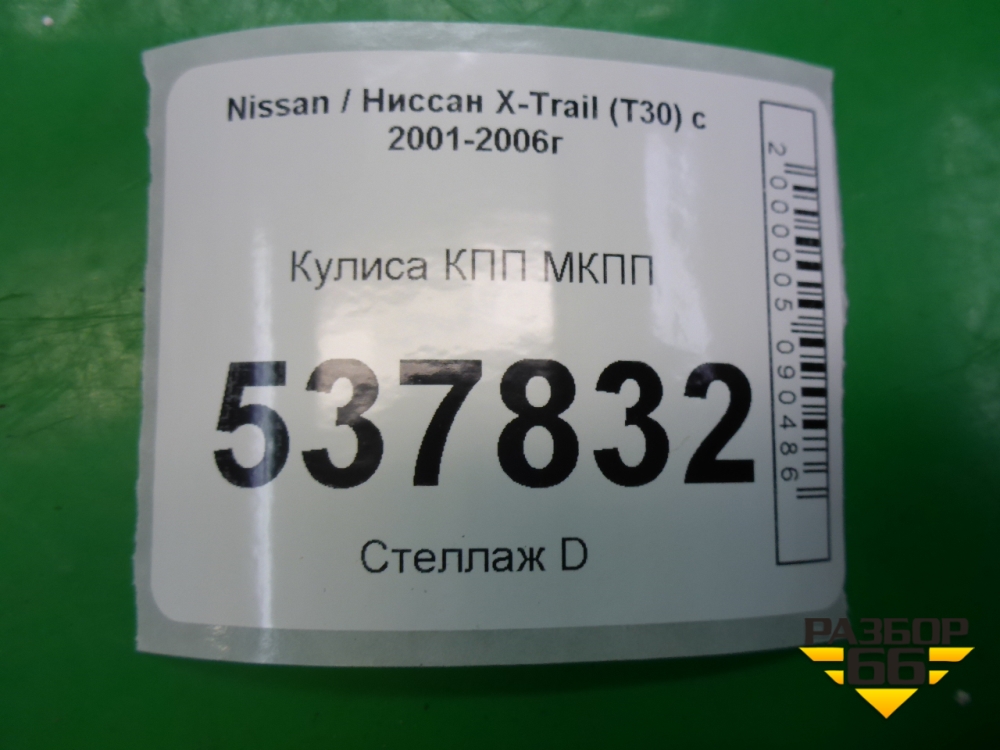 Nissan / Ниссан X-Trail (T30) с
2001-2006г
Кулиса КПП МКПП
537832
Стеллаж D
2000005090486
РАЗБОР
66